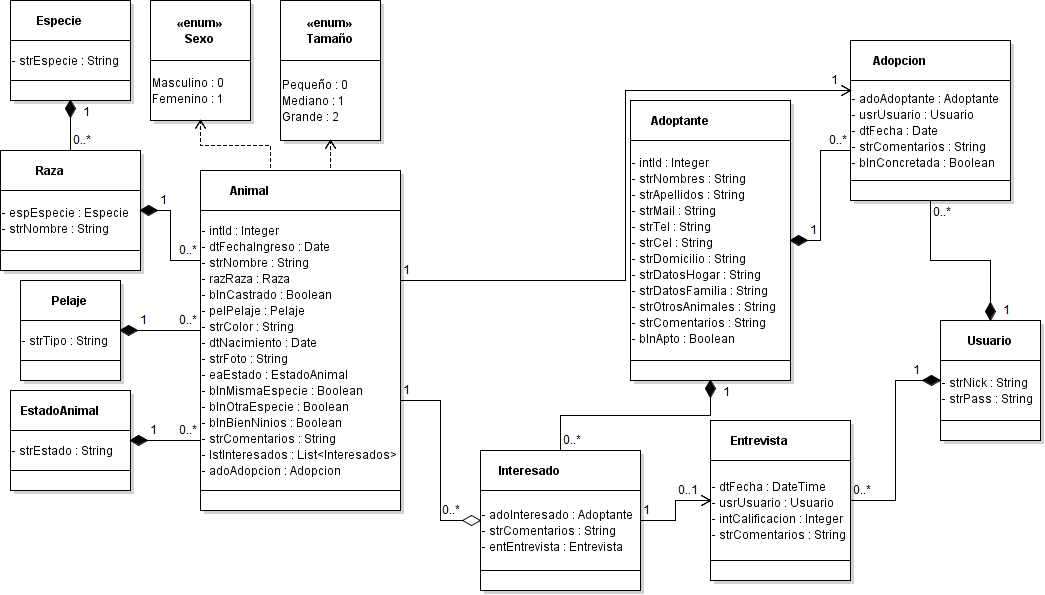 Especie
- strEspecie : String
1
0..*
«enum»
Sexo
Masculino : 0
Femenino : 1
«enum»
Tamaño
Pequeño : 0
Mediano : 1
Grande : 2
Raza
- espEspecie : Especie
- strNombre : String
1
0..*
Pelaje
- strTipo : String
1
0..*
EstadoAnimal
- strEstado : String
1
0..*
Animal
- intId : Integer
- dtFechaIngreso : Date
- strNombre : String
- razRaza : Raza
- blnCastrado : Boolean
- pelPelaje : Pelaje
- strColor : String
- dtNacimiento : Date
- strFoto : String
- eaEstado : EstadoAnimal
- blnMismaEspecie : Boolean
- blnOtraEspecie : Boolean
- blnBienNinios : Boolean
- strComentarios : String
- lstInteresados : List<Interesados>
- adoAdopcion : Adopcion
1
1
1
0..*
Adoptante
- intId : Integer
- strNombres : String
- strApellidos : String
- strMail : String
- strTel : String
- strCel : String
- strDomicilio : String
- strDatosHogar : String
- strDatosFamilia : String
- strOtrosAnimales : String
- strComentarios : String
- blnApto : Boolean
1
0..*
1
0..*
Adopcion
- adoAdoptante : Adoptante
- usrUsuario : Usuario
- dtFecha : Date
- strComentarios : String
- blnConcretada : Boolean
0..*
1
Usuario
- strNick : String
- strPass : String
1
0..*
Interesado
- adoInteresado : Adoptante
- strComentarios : String
- entEntrevista : Entrevista
1
0..1
Entrevista
- dtFecha : DateTime
- usrUsuario : Usuario
- intCalificacion : Integer
- strComentarios : String